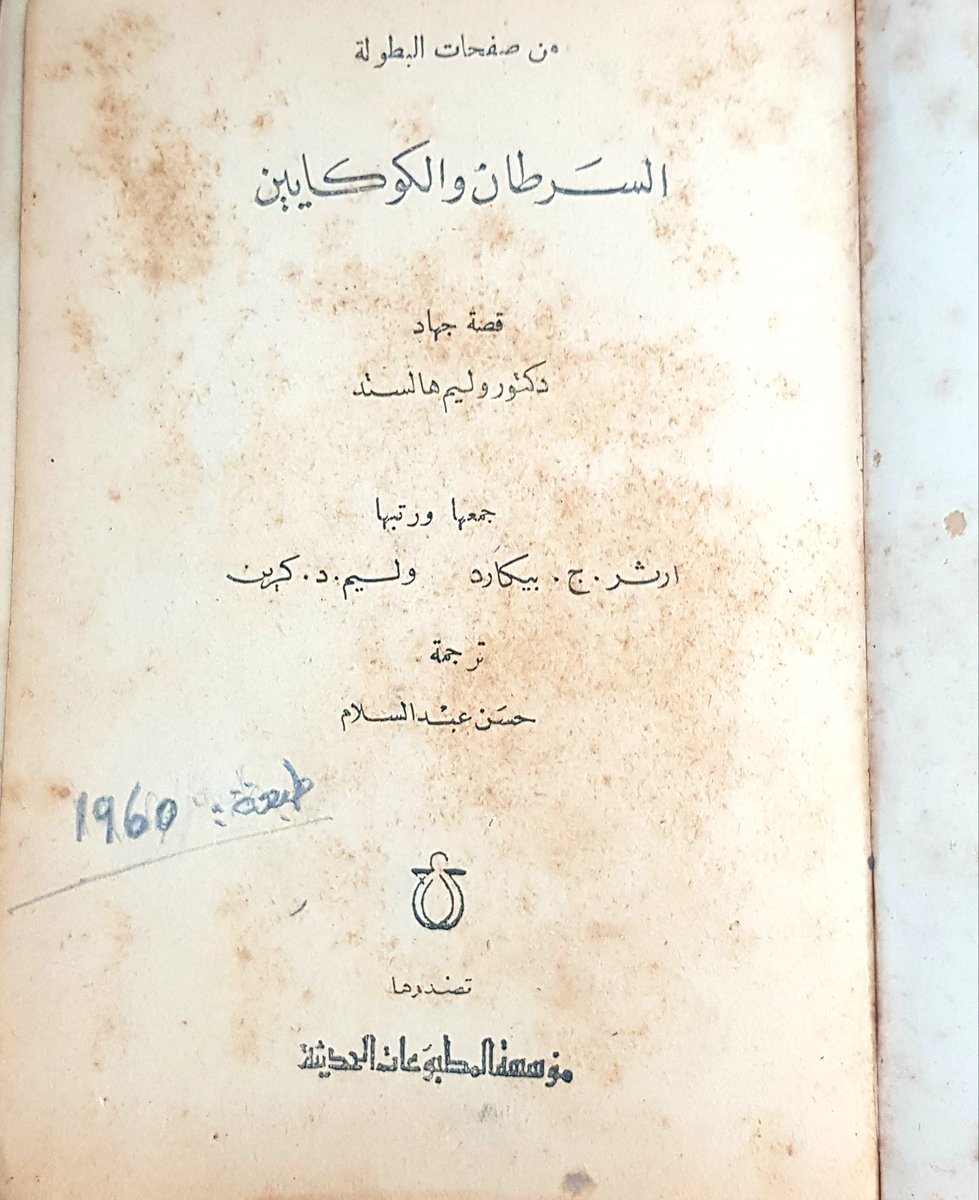 من صفحات البطولة
السرطان والكوكايين
قصة جهاد
دكتور وليم هالستد
جمعها ورتبها
ارثر . ج . بيكارد وليم . د . كرين
ترجمة
حسن عبد السلام
طبعة : 1960
تصدرها
مؤسسة المطبوعات الحديثة